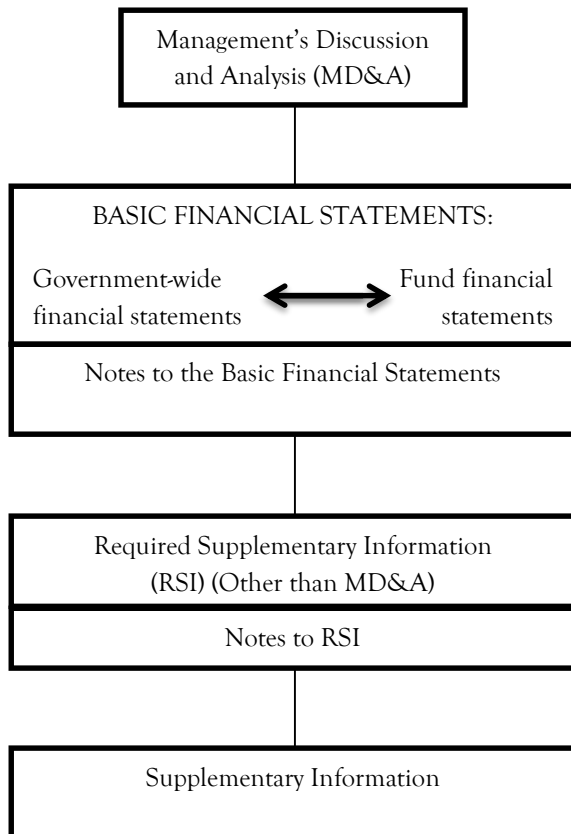 Management’s Discussion
and Analysis (MD&A)
BASIC FINANCIAL STATEMENTS:
Government-wide
financial statements
Fund financial
statements
Notes to the Basic Financial Statements
Required Supplementary Information
(RSI) (Other than MD&A)
Notes to RSI
Supplementary Information